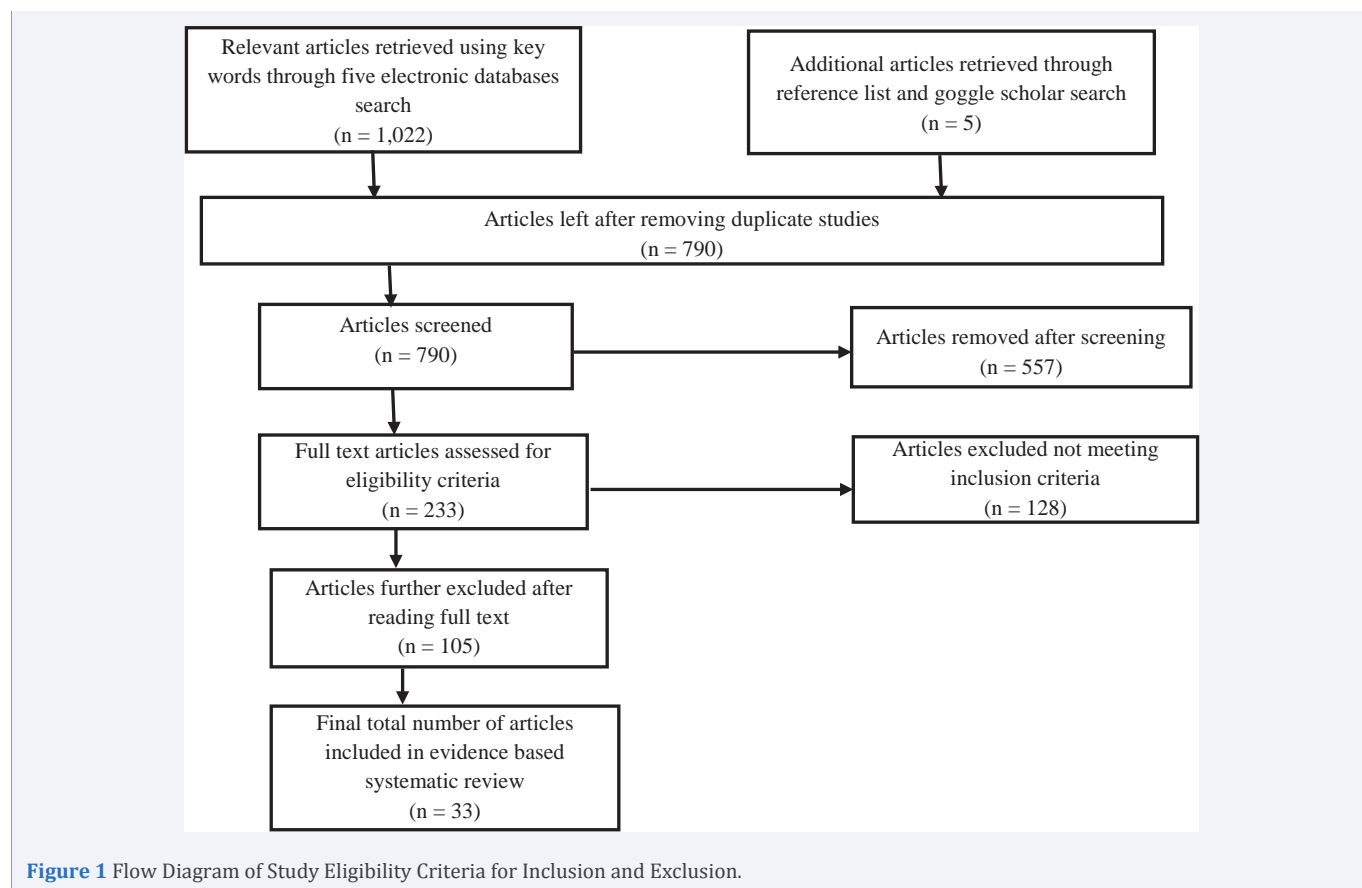 Relevant articles retrieved using key
words through five electronic databases
search
(n = 1,022)
Additional articles retrieved through
reference list and goggle scholar search
(n = 5)
Articles left after removing duplicate studies
(n = 790)
Articles screened
(n = 790)
Articles removed after screening
(n = 557)
Full text articles assessed for
eligibility criteria
(n = 233)
Articles excluded not meeting
inclusion criteria
(n = 128)
Articles further excluded after
reading full text
(n = 105)
Final total number of articles
included in evidence based
systematic review
(n = 33)
Figure 1 Flow Diagram of Study Eligibility Criteria for Inclusion and Exclusion.